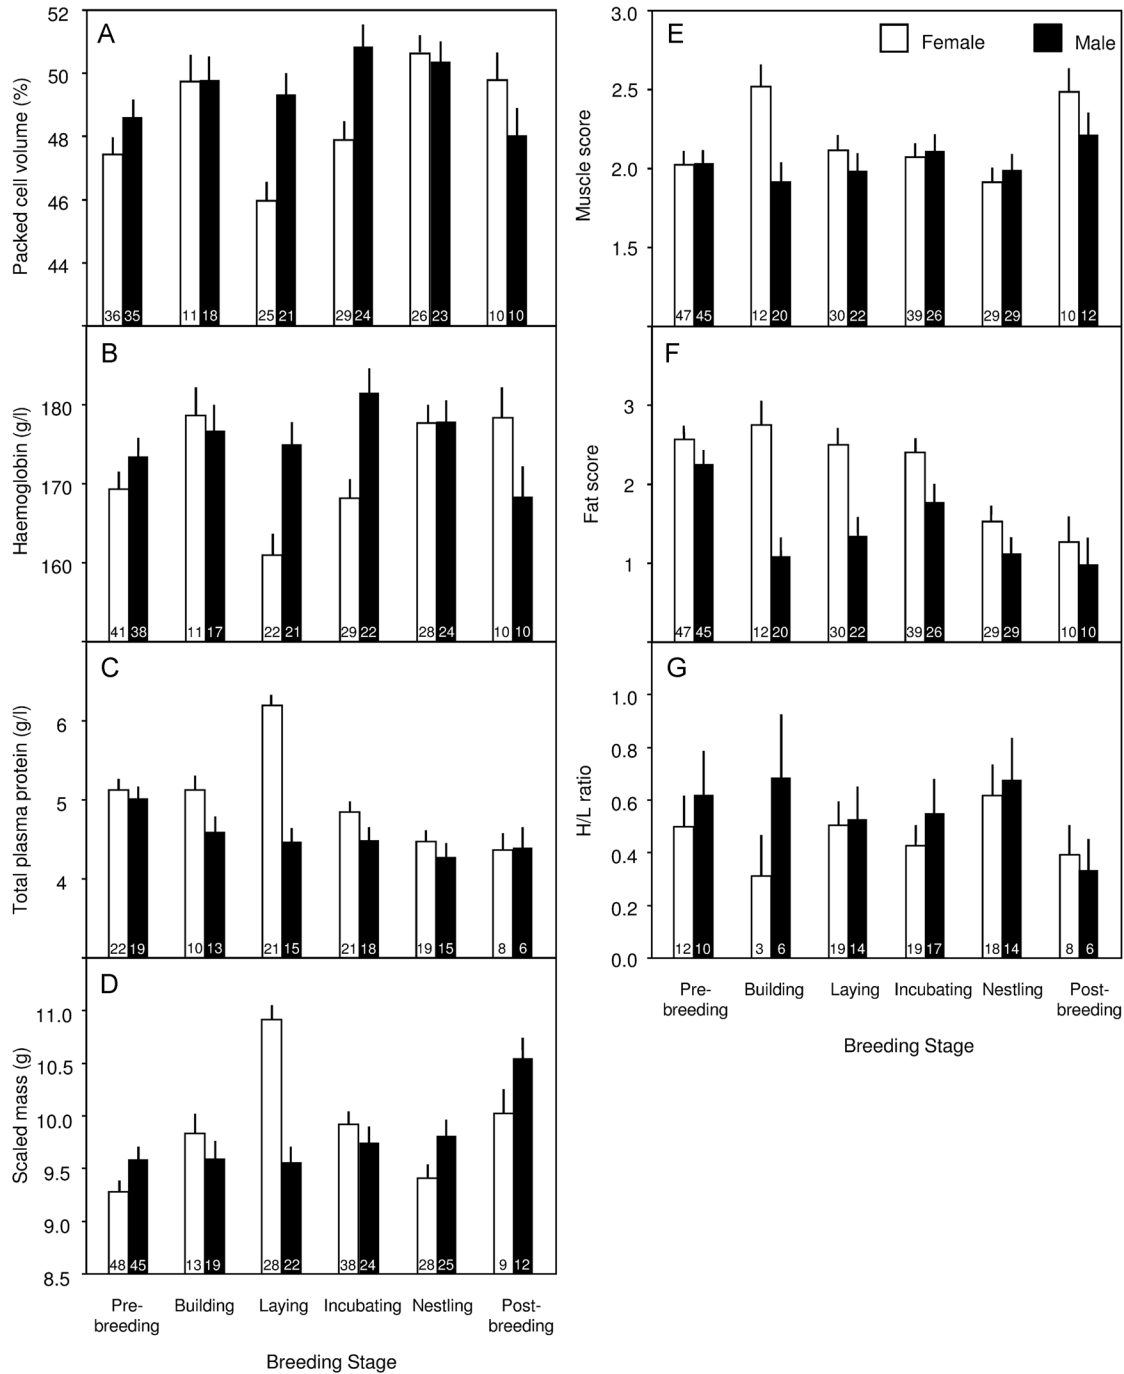 A
52
50
48
46
44
Packed cell volume (%)
36 35 11 18 25 21 29 24 26 23 10 10
B
180
170
160
Haemoglobin (g/l)
41 38 11 17 22 21 29 22 28 24 10 10
C
6
5
4
Total plasma protein (g/l)
22 19 10 13 21 15 21 18 19 15 8 6
D
11.0
10.5
10.0
9.5
9.0
8.5
Scaled mass (g)
48 45 13 19 28 22 38 24 28 25 9 12
Pre- Building Laying Incubating Nestling Post-
breeding breeding
Breeding Stage
E
Female Male
3.0
2.5
2.0
1.5
Muscle score
47 45 12 20 30 22 39 26 29 29 10 12
F
3
2
1
Fat score
47 45 12 20 30 22 39 26 29 29 10 10
G
1.0
0.8
0.6
0.4
0.2
0.0
H/L ratio
12 10 3 6 19 14 19 17 18 14 8 6
Pre- Building Laying Incubating Nestling Post-
breeding breeding
Breeding Stage